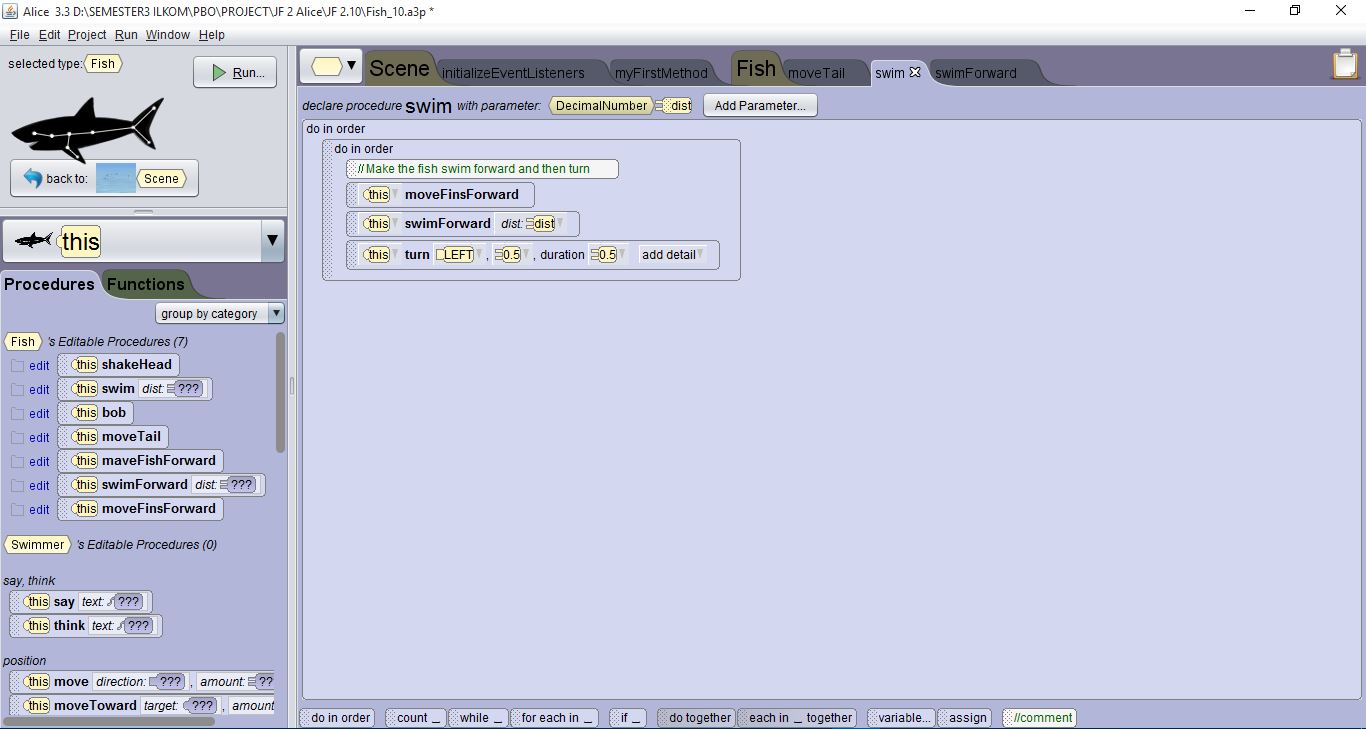 Alice 3.3 D:\SEMESTER3 ILKOM\PBO\PROJECT\JF 2 Alice\JF 2.10\Fish_10.a3p *
File Edit Project Run Window Help
selected type: Fish
Run...
back to: Scene
this
Procedures Functions
group by category
Fish 's Editable Procedures (7)
edit this shakeHead
edit this swim dist: ???
edit this bob
edit this moveTail
edit this maveFishForward
edit this swimForward dist: ???
edit this moveFinsForward
Swimmer 's Editable Procedures (0)
say, think
this say text: ???
this think text: ???
position
this move direction: ??? , amount: ??
this moveToward target: ??? , amount
Scene initializeEventListeners myFirstMethod Fish moveTail swim swimForward
declare procedure swim with parameter: DecimalNumber dist Add Parameter...
do in order
do in order
//Make the fish swim forward and then turn
this moveFinsForward
this swimForward dist: dist
this turn LEFT , 0.5 , duration 0.5 add detail
do in order count _ while _ for each in _ if _ do together each in _ together variable... assign //comment